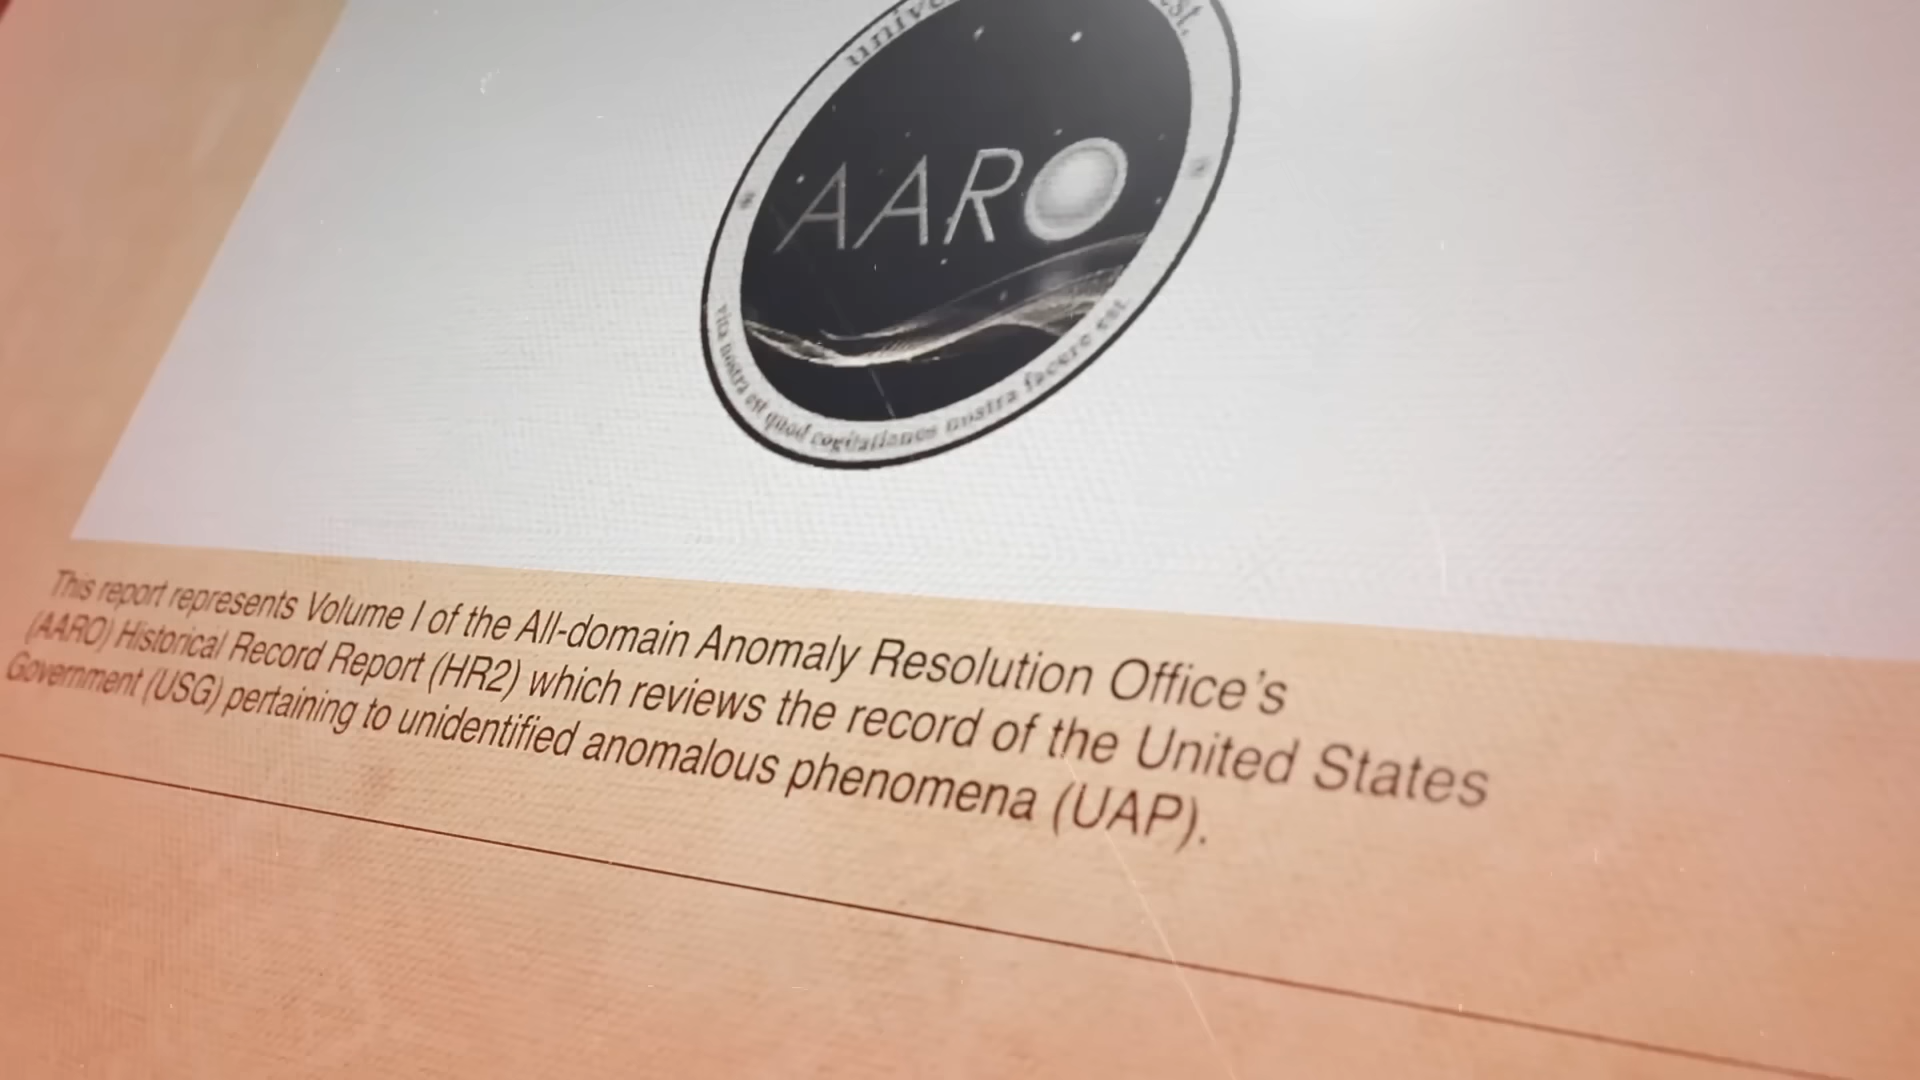 AARO
vita nostra est quod cogitationes nostra facere est
This report represents Volume I of the All-domain Anomaly Resolution Office's
(AARO) Historical Record Report (HR2) which reviews the record of the United States
Government (USG) pertaining to unidentified anomalous phenomena (UAP).